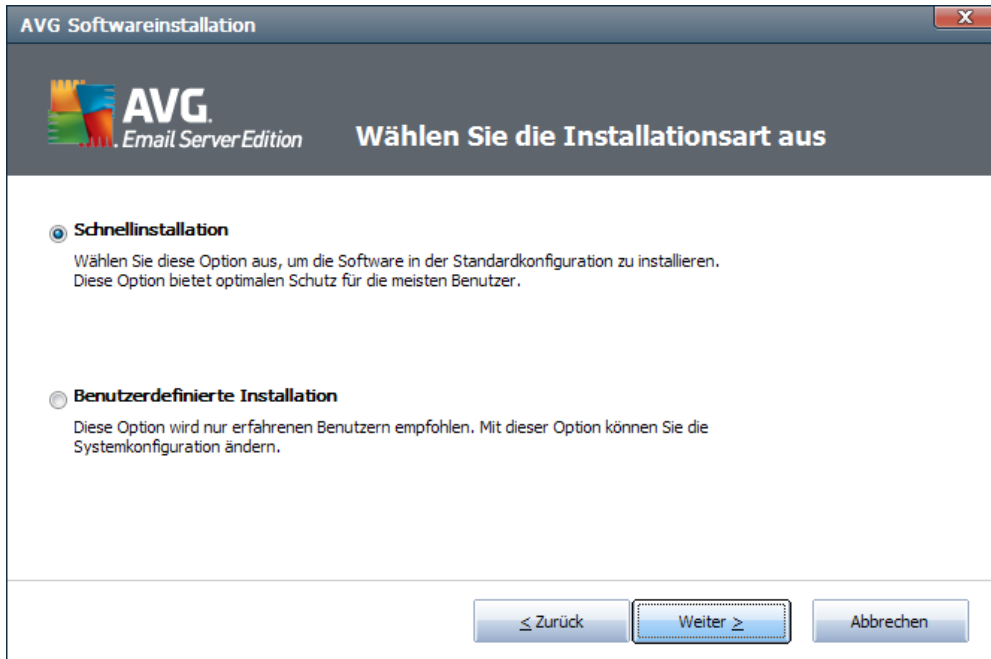 AVG Softwareinstallation
X
AVG.
Email Server Edition
Wählen Sie die Installationsart aus
Schnellinstallation
Wählen Sie diese Option aus, um die Software in der Standardkonfiguration zu installieren.
Diese Option bietet optimalen Schutz für die meisten Benutzer.
Benutzerdefinierte Installation
Diese Option wird nur erfahrenen Benutzern empfohlen. Mit dieser Option können Sie die
Systemkonfiguration ändern.
< Zurück
Weiter >
Abbrechen